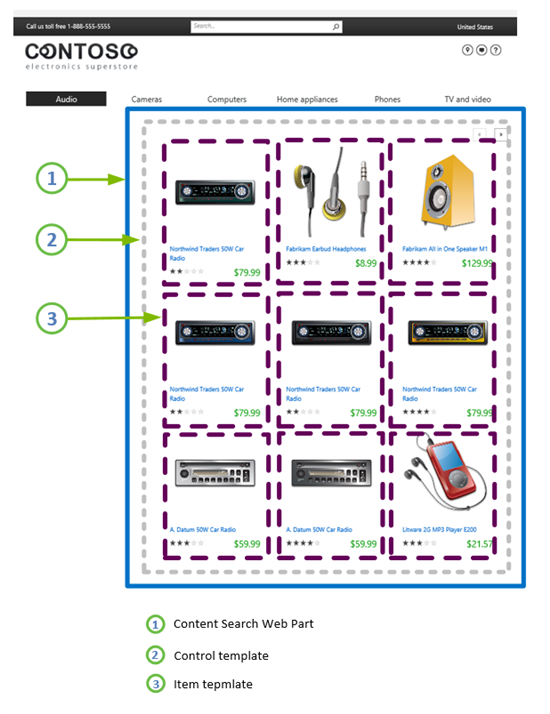 Call us toll free 1-888-555-5555 Search... United States
CONTOSO
electronics superstore
?
Audio Cameras Computers Home appliances Phones TV and video
1
2
3
Northwind Traders 50W Car Radio
$79.99
Fabrikam Earbud Headphones
$8.99
Fabrikam All in One Speaker M1
$129.99
Northwind Traders 50W Car
Radio
$79.99
Northwind Traders 50W Car
Radio
$79.99
Northwind Traders 50W Car
Radio
$79.99
A. Datum 50W Car Radio
$59.99
A. Datum 50W Car Radio
$59.99
Litware 2G MP3 Player E200
$21.57
1 Content Search Web Part
2 Control template
3 Item tepmlate